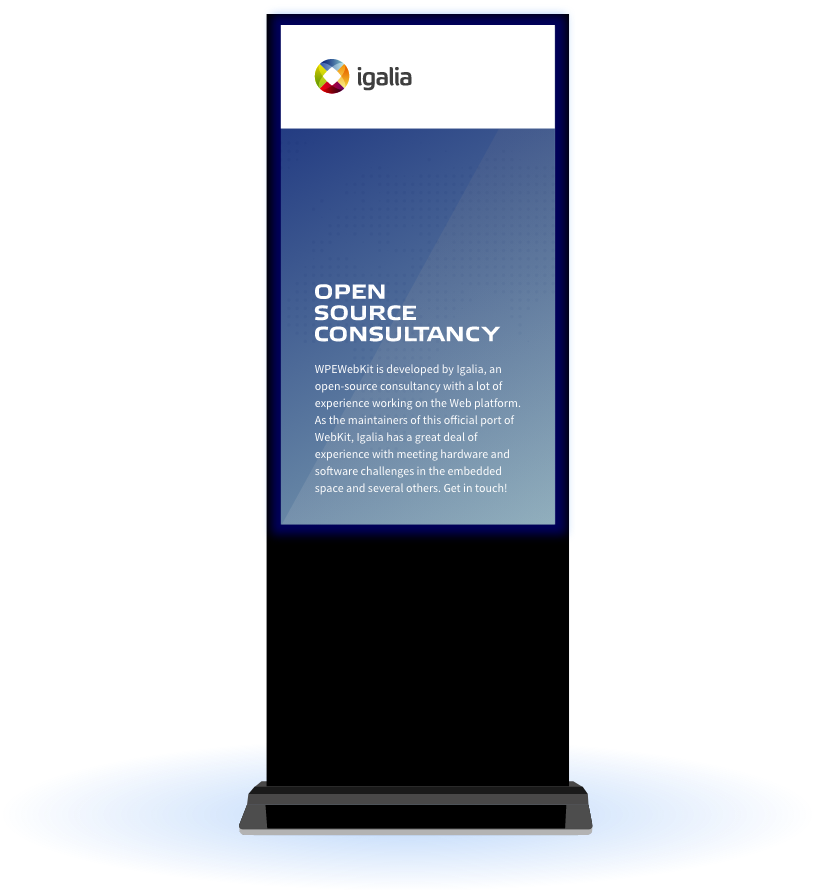 igalia
OPEN
SOURCE
CONSULTANCY
WPEWebKit is developed by Igalia, an
open-source consultancy with a lot of
experience working on the Web platform.
As the maintainers of this official port of
WebKit, Igalia has a great deal of
experience with meeting hardware and
software challenges in the embedded
space and several others. Get in touch!